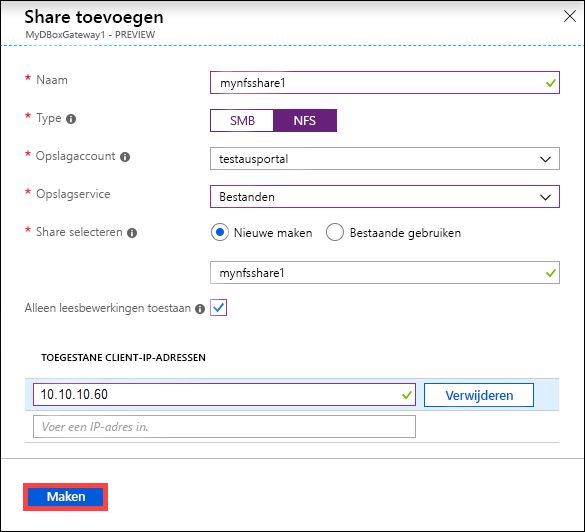 Share toevoegen
MyDBoxGateway1 - PREVIEW
* Naam
mynfsshare1
* Type
SMB
NFS
* Opslagaccount
testausportal
* Opslagservice
Bestanden
* Share selecteren
Nieuwe maken
Bestaande gebruiken
mynfsshare1
Alleen leesbewerkingen toestaan
TOEGESTANE CLIENT-IP-ADRESSEN
10.10.10.60
Verwijderen
Voer een IP-adres in.
Maken